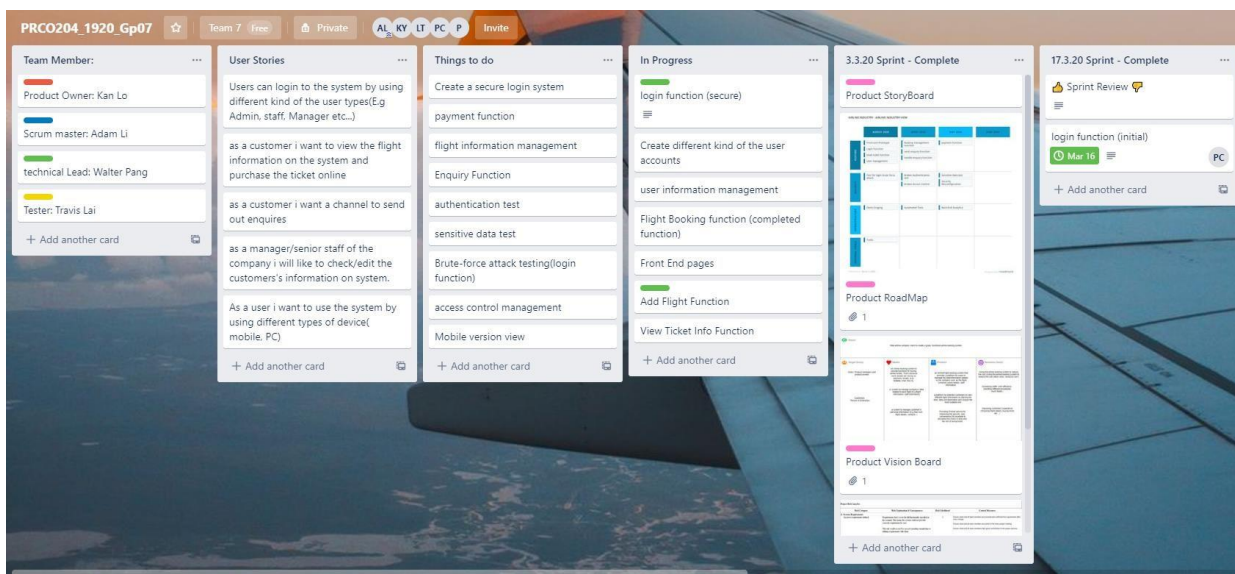 PRCO204_1920_Gp07
Team 7 Free
Private
AL KY LT PC P
Invite
Team Member:
Product Owner: Kan Lo
Scrum master: Adam Li
technical Lead: Walter Pang
Tester: Travis Lai
+ Add another card
User Stories
Users can login to the system by using
different kind of the user types(E.g
Admin, staff, Manager etc...)
as a customer i want to view the flight
information on the system and
purchase the ticket online
as a customer i want a channel to send
out enquires
as a manager/senior staff of the
company i will like to check/edit the
customers's information on system.
As a user i want to use the system by
using different types of device(
mobile, PC)
+ Add another card
Things to do
Create a secure login system
payment function
flight information management
Enquiry Function
authentication test
sensitive data test
Brute-force attack testing(login
function)
access control management
Mobile version view
+ Add another card
In Progress
login function (secure)
Create different kind of the user
accounts
user information management
Flight Booking function (completed
function)
Front End pages
Add Flight Function
View Ticket Info Function
+ Add another card
3.3.20 Sprint - Complete
Product StoryBoard
Product RoadMap
1
Product Vision Board
1
+ Add another card
17.3.20 Sprint - Complete
👍 Sprint Review 👎
login function (initial)
Mar 16
PC
+ Add another card